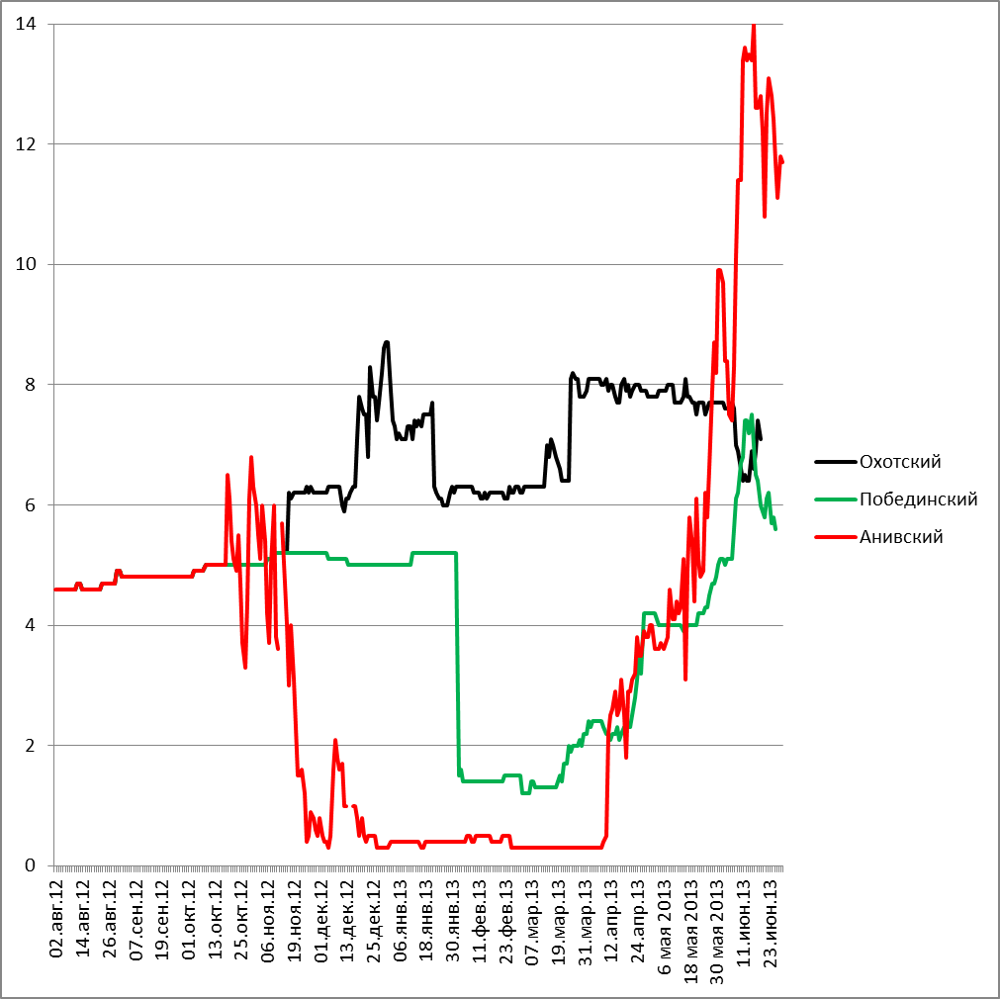 14
12
10
8
6
4
2
0
02.авг.12
14.авг.12
26.авг.12
07.сен.12
19.сен.12
01.окт.12
13.окт.12
25.окт.12
06.ноя.12
19.ноя.12
01.дек.12
13.дек.12
25.дек.12
06.янв.13
18.янв.13
30.янв.13
11.фев.13
23.фев.13
07.мар.13
19.мар.13
31.мар.13
12.апр.13
24.апр.13
6 мая 2013
18 мая 2013
30 мая 2013
11.июн.13
23.июн.13
Охотский
Побединский
Анивский